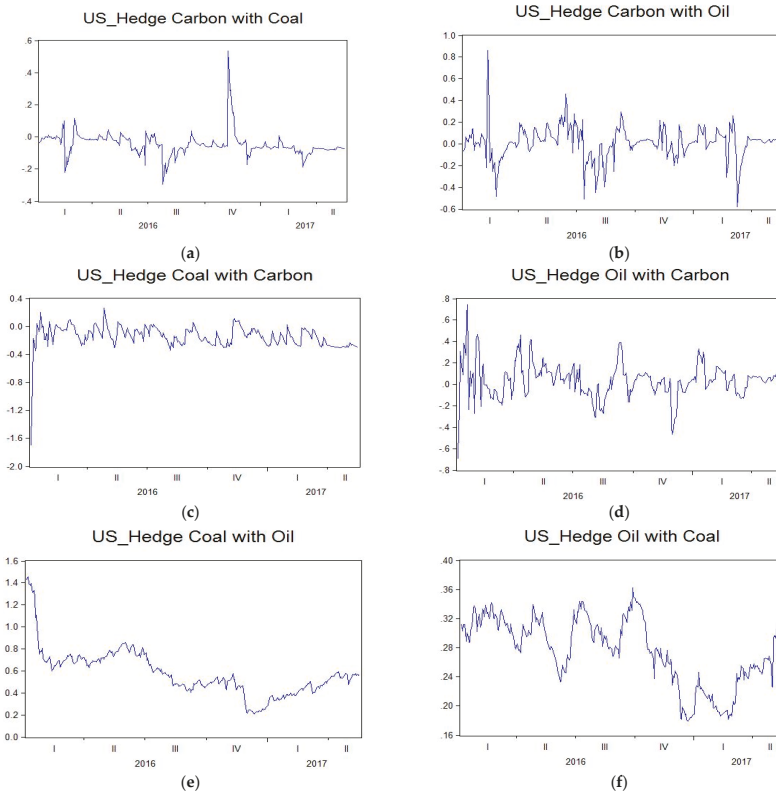 US_Hedge Carbon with Coal
.6
.4
.2
.0
-.2
-.4
I II III IV I II
2016 2017
(a)
US_Hedge Carbon with Oil
1.0
0.8
0.6
0.4
0.2
0.0
-0.2
-0.4
-0.6
I II III IV I II
2016 2017
(b)
US_Hedge Coal with Carbon
0.4
0.0
-0.4
-0.8
-1.2
-1.6
-2.0
I II III IV I II
2016 2017
(c)
US_Hedge Oil with Carbon
.8
.6
.4
.2
.0
-.2
-.4
-.6
-.8
I II III IV I II
2016 2017
(d)
US_Hedge Coal with Oil
1.6
1.4
1.2
1.0
0.8
0.6
0.4
0.2
0.0
I II III IV I II
2016 2017
(e)
US_Hedge Oil with Coal
.40
.36
.32
.28
.24
.20
.16
I II III IV I II
2016 2017
(f)